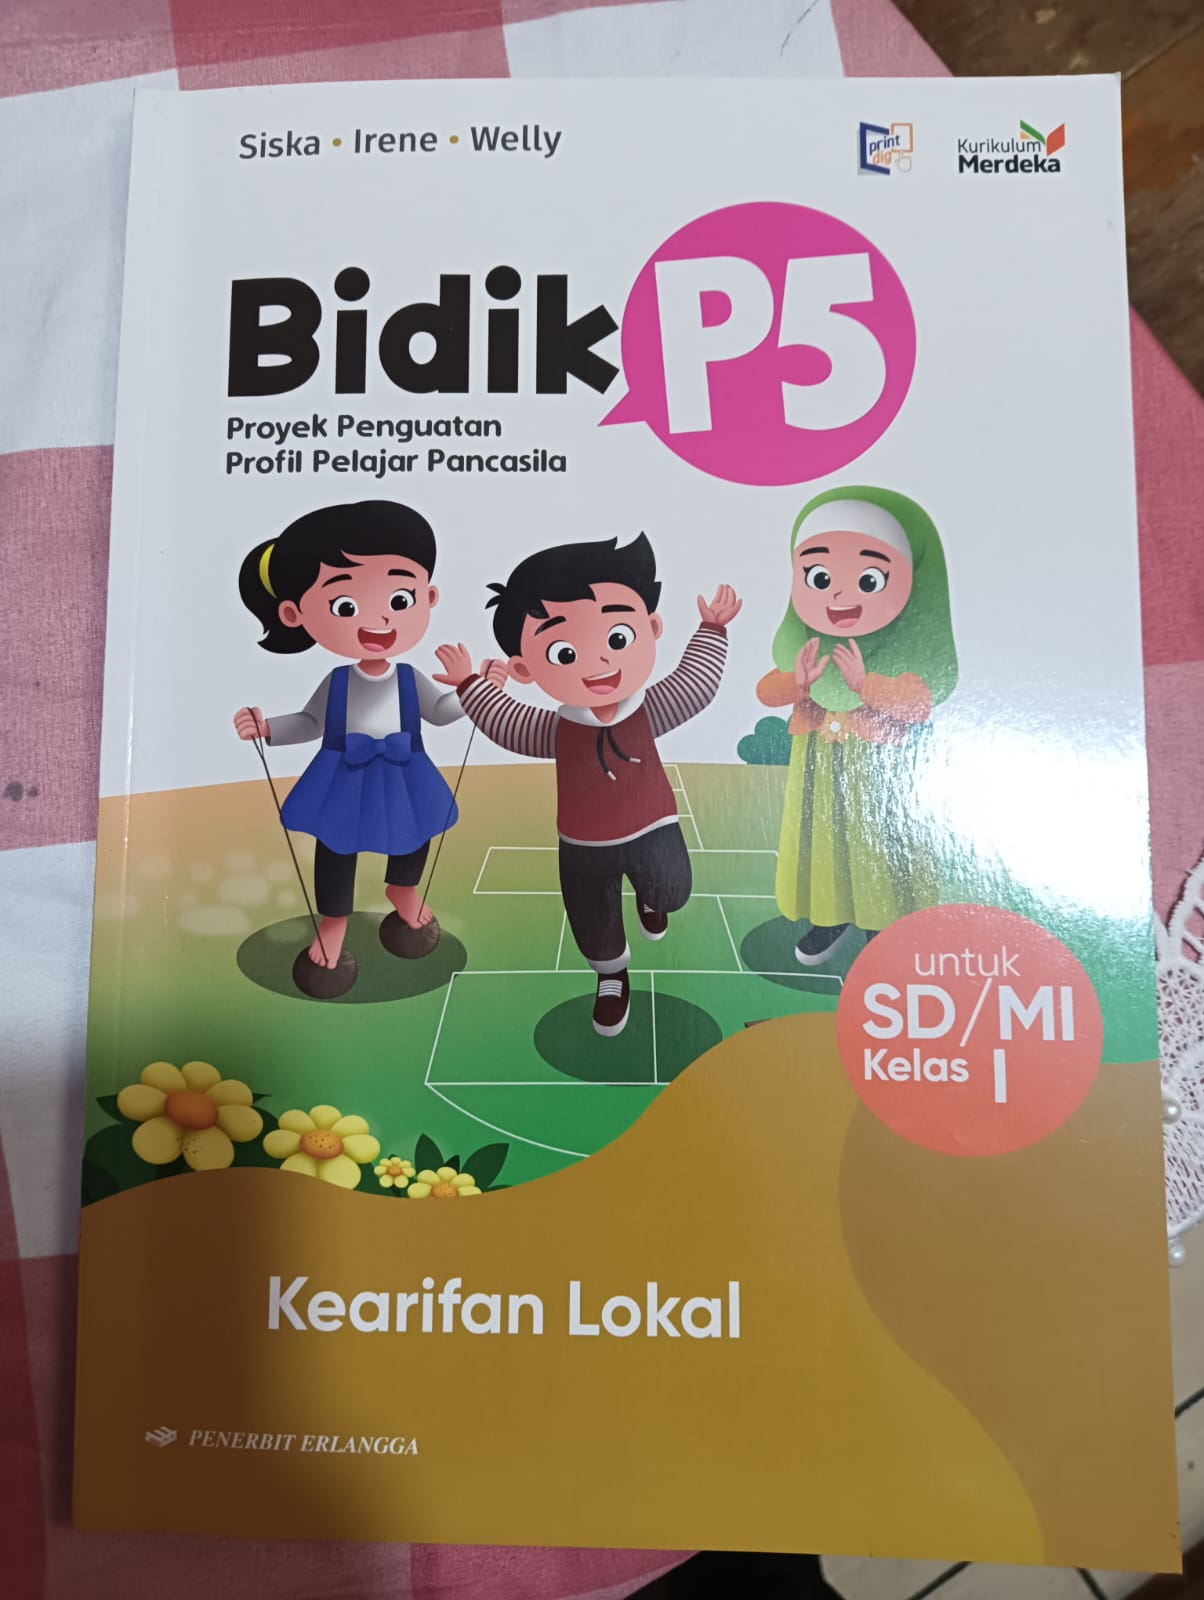 Siska • Irene • Welly
print
dig
Kurikulum
Merdeka
Bidik P5
Proyek Penguatan
Profil Pelajar Pancasila
untuk
SD/MI
Kelas I
Kearifan Lokal
PENERBIT ERLANGGA